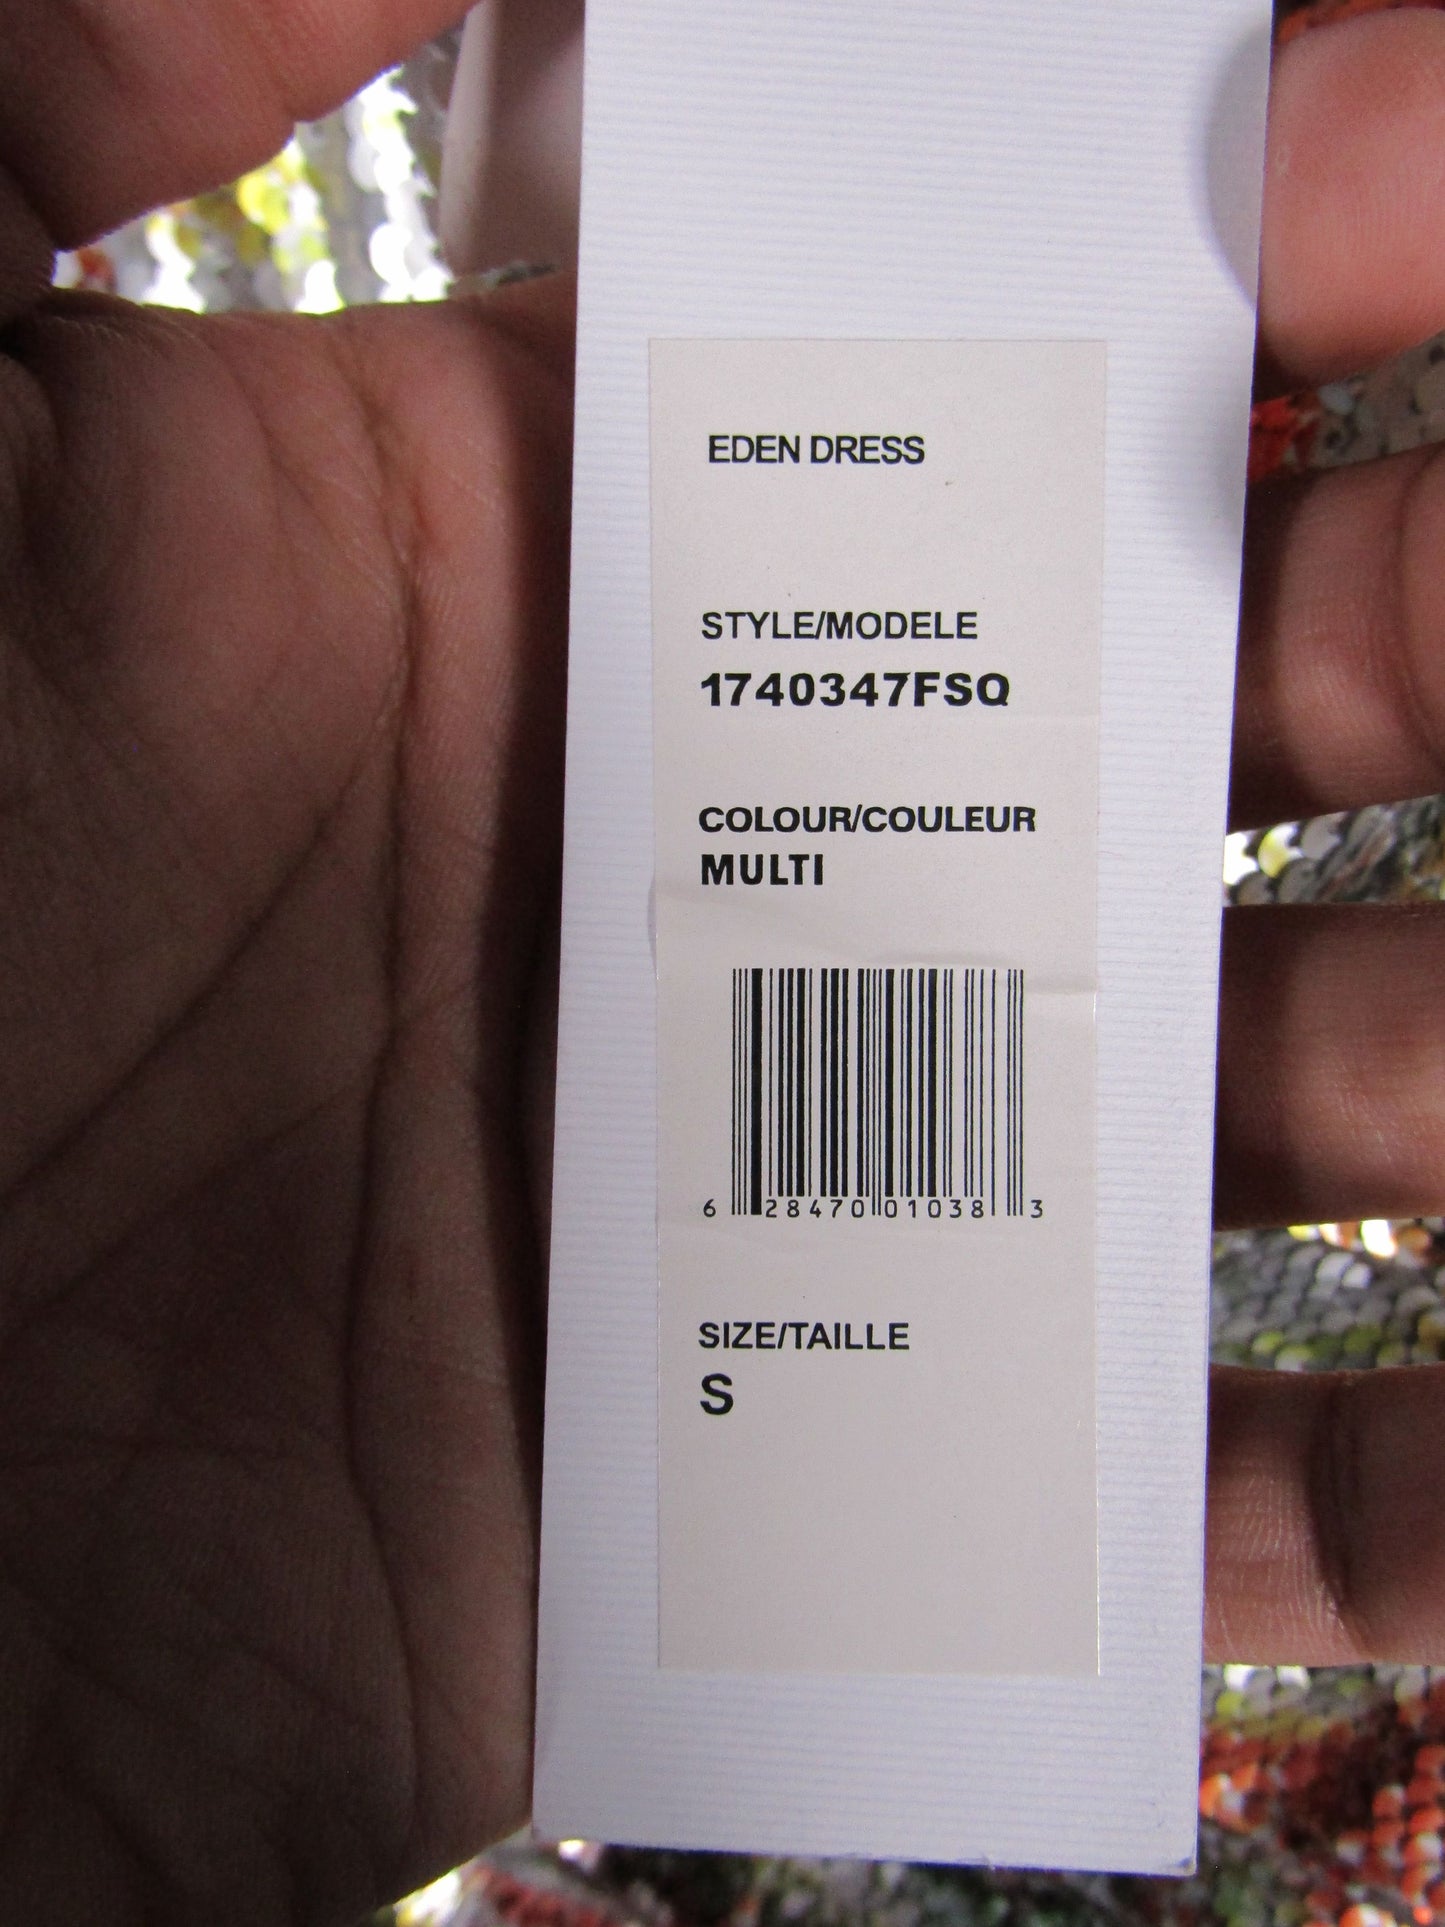 EDEN DRESS
STYLE/MODELE
1740347FSQ
COLOUR/COULEUR
MULTI
6 28470 01038 3
SIZE/TAILLE
S